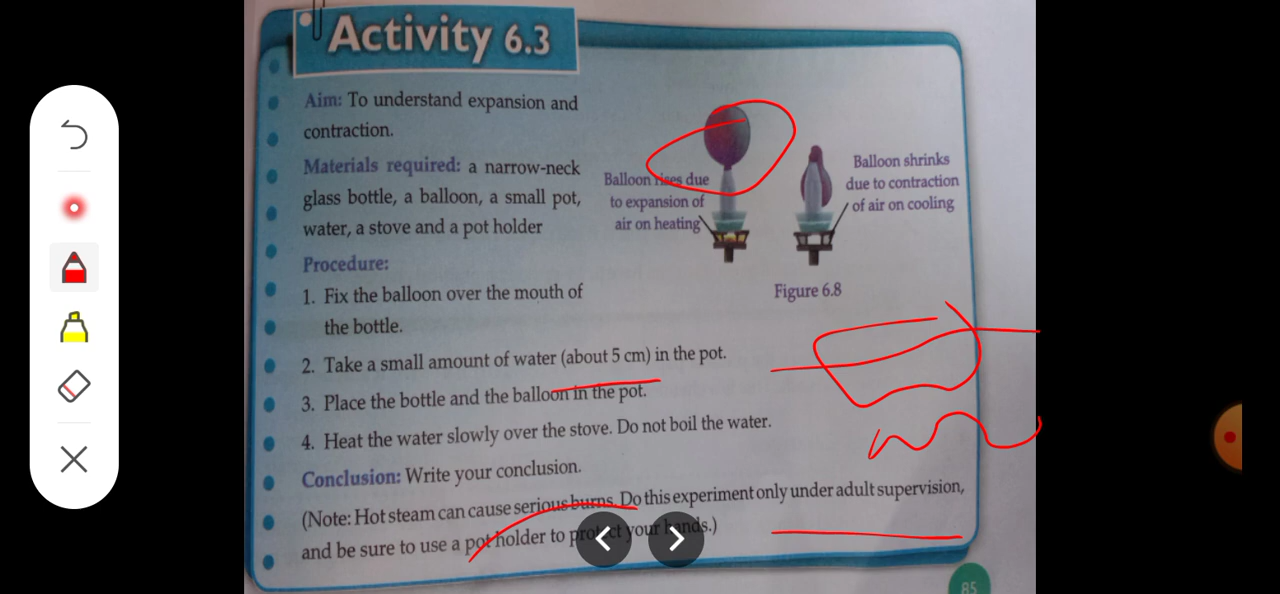 Activity 6.3
Aim: To understand expansion and
contraction.
Materials required: a narrow-neck
glass bottle, a balloon, a small pot,
water, a stove and a pot holder
Procedure:
1. Fix the balloon over the mouth of
the bottle.
Balloon rises due
to expansion of
air on heating
Balloon shrinks
due to contraction
of air on cooling
Figure 6.8
2. Take a small amount of water (about 5 cm) in the pot.
3. Place the bottle and the balloon in the pot.
4. Heat the water slowly over the stove. Do not boil the water.
Conclusion: Write your conclusion.
(Note: Hot steam can cause serious burns. Do this experiment only under adult supervision,
and be sure to use a pot holder to protect your hands.)
85